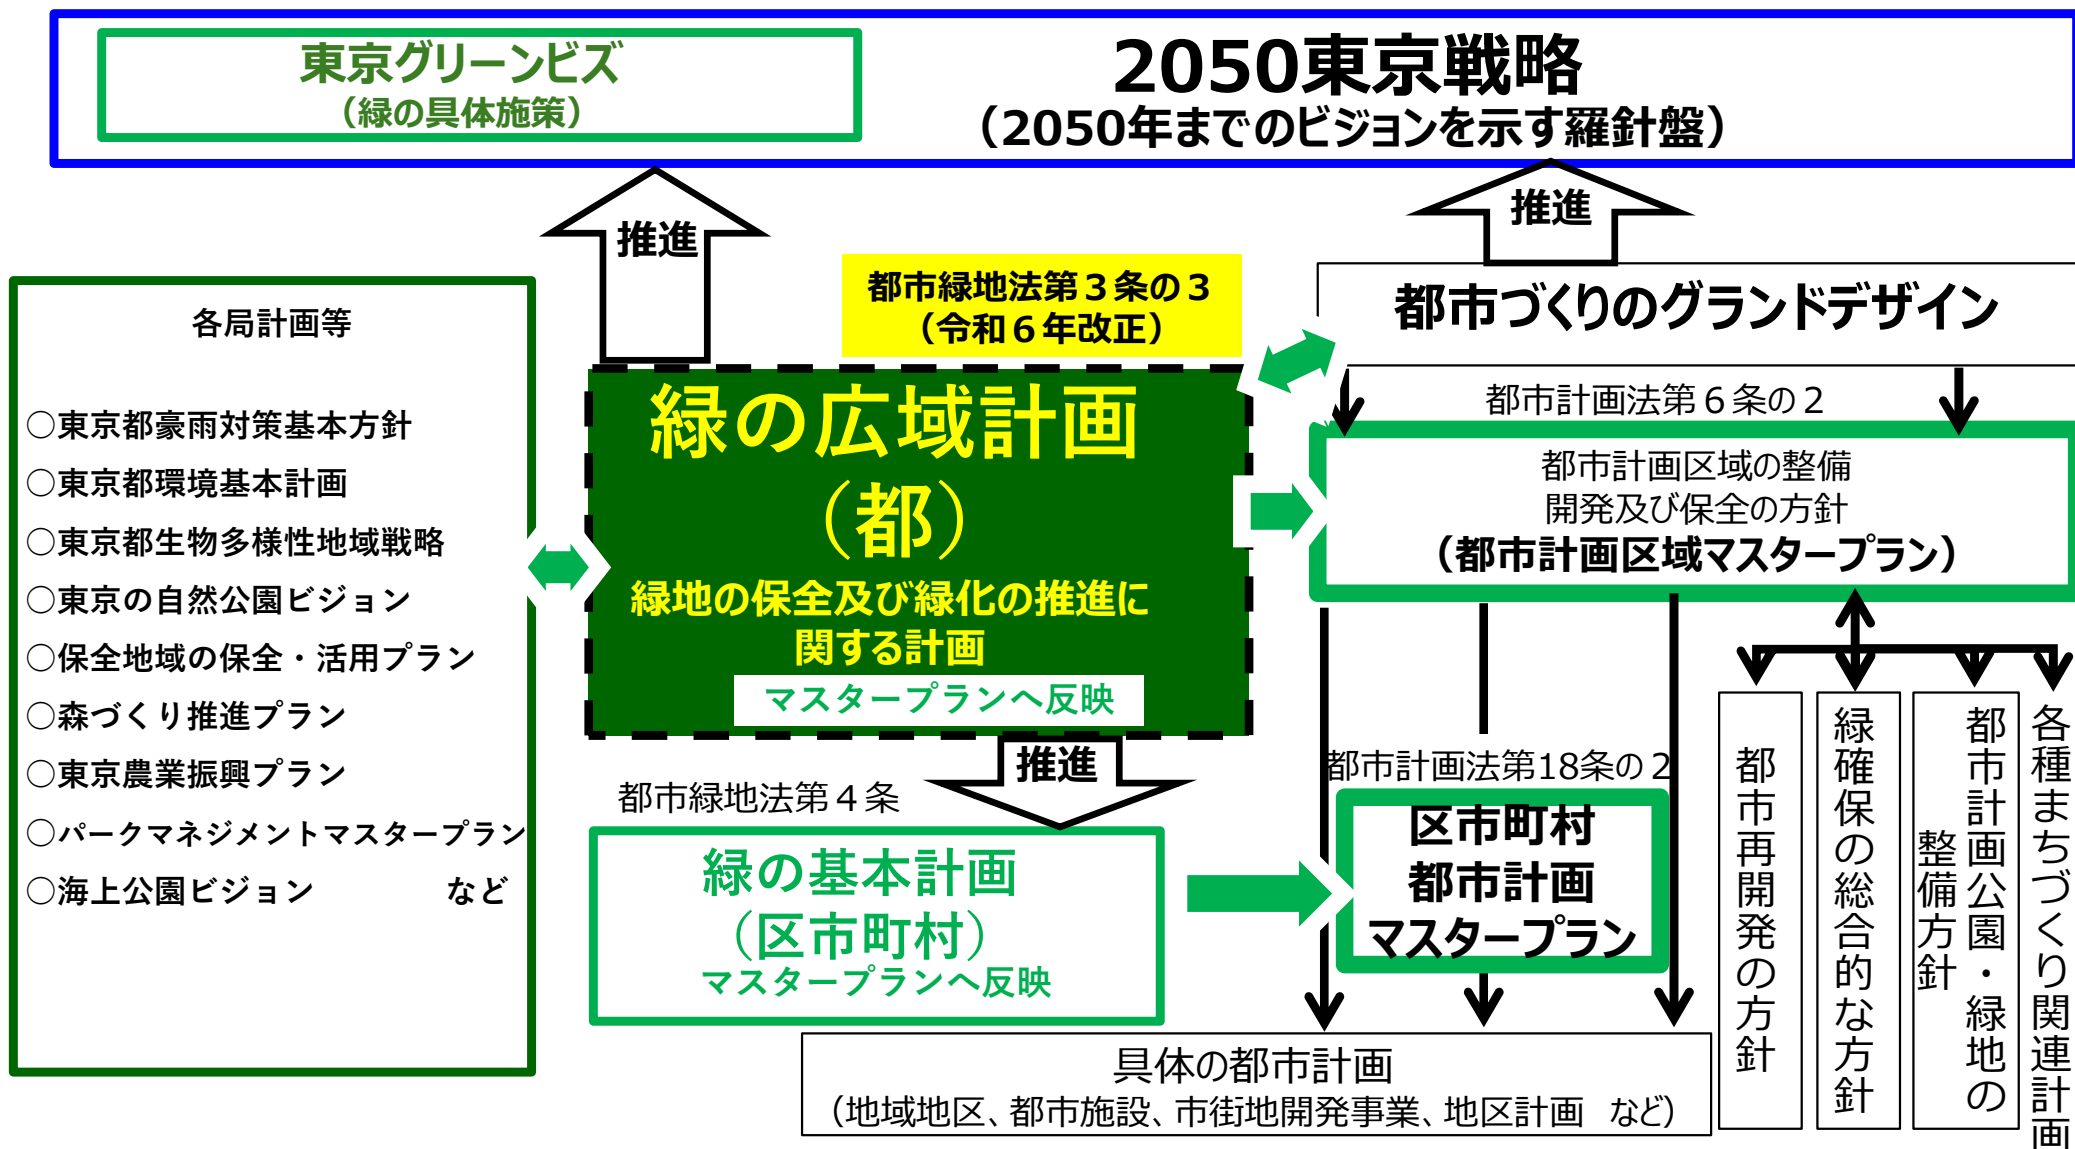 東京グリーンビズ
（緑の具体施策）
2050東京戦略
（2050年までのビジョンを示す羅針盤）
推進
推進
都市緑地法第３条の３
（令和６年改正）
都市づくりのグランドデザイン
各局計画等
○東京都豪雨対策基本方針
○東京都環境基本計画
○東京都生物多様性地域戦略
○東京の自然公園ビジョン
○保全地域の保全・活用プラン
○森づくり推進プラン
○東京農業振興プラン
○パークマネジメントマスタープラン
○海上公園ビジョン　　　　など
緑の広域計画
（都）
緑地の保全及び緑化の推進に
関する計画
マスタープランへ反映
都市計画法第６条の２
都市計画区域の整備
開発及び保全の方針
（都市計画区域マスタープラン）
推進
都市緑地法第４条
緑の基本計画
（区市町村）
マスタープランへ反映
都市計画法第18条の２
区市町村
都市計画
マスタープラン
具体の都市計画
（地域地区、都市施設、市街地開発事業、地区計画　など）
都市再開発の方針
緑確保の総合的な方針
都市計画公園・緑地の
整備方針
各種まちづくり関連計画